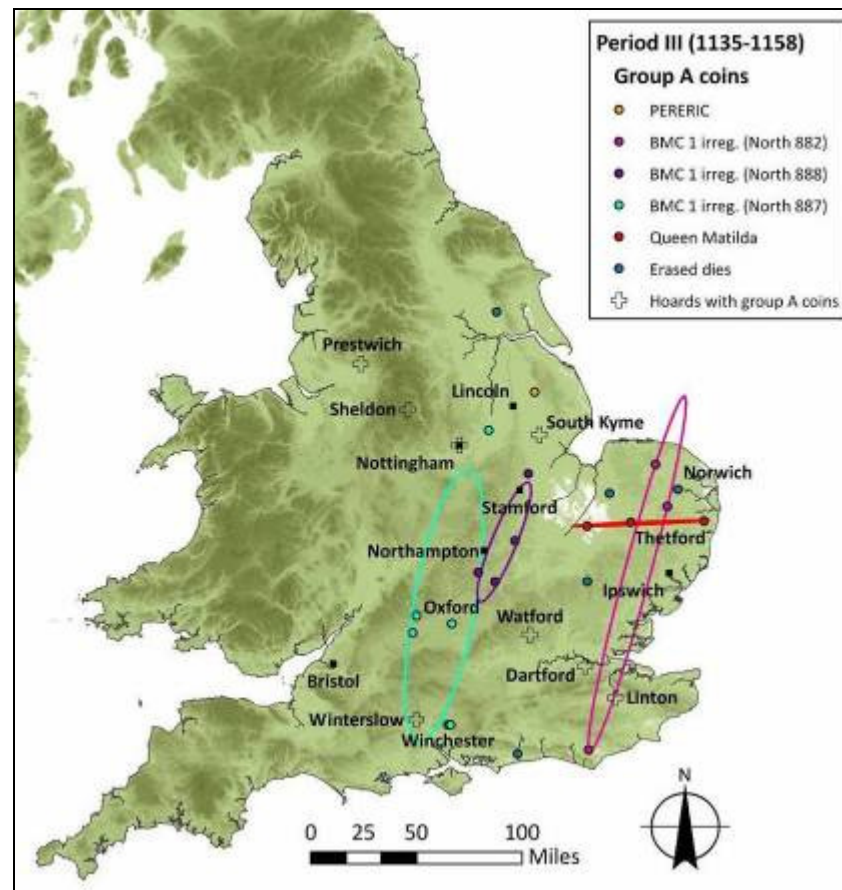 Period III (1135-1158)
Group A coins
PERERIC
BMC 1 irreg. (North 882)
BMC 1 irreg. (North 888)
BMC 1 irreg. (North 887)
Queen Matilda
Erased dies
Hoards with group A coins
Prestwich
Lincoln
Sheldon
South Kyme
Nottingham
Norwich
Stamford
Thetford
Northampton
Ipswich
Oxford
Watford
Dartford
Bristol
Linton
Winterslow
Winchester
N
0 25 50 100
Miles